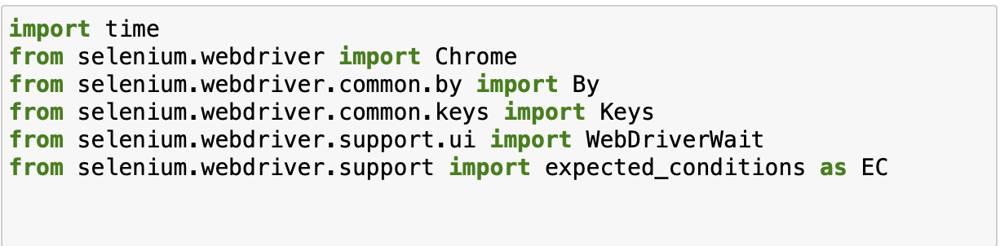 import time
from selenium.webdriver import Chrome
from selenium.webdriver.common.by import By
from selenium.webdriver.common.keys import Keys
from selenium.webdriver.support.ui import WebDriverWait
from selenium.webdriver.support import expected_conditions as EC